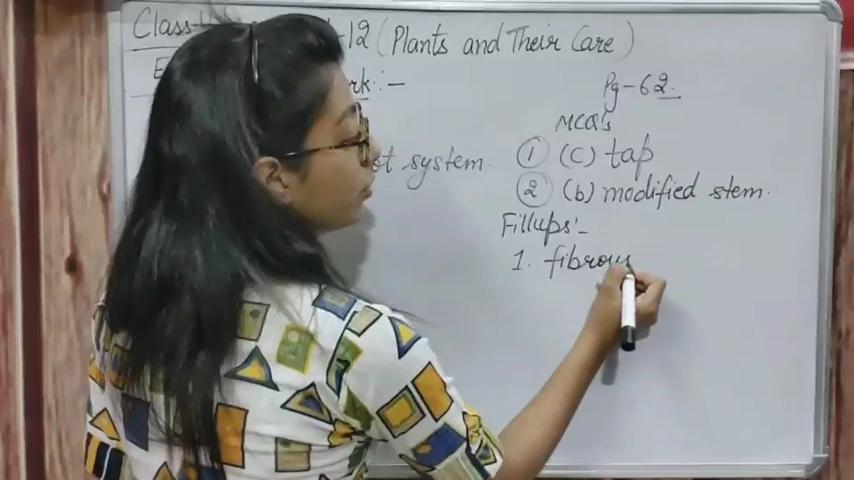 Class 12 (Plants and Their Care)
E
rk:-
Pg-62.
MCQ's
ot system.
1 (c) tap
2 (b) modified stem.
Fillups:-
1. fibrous